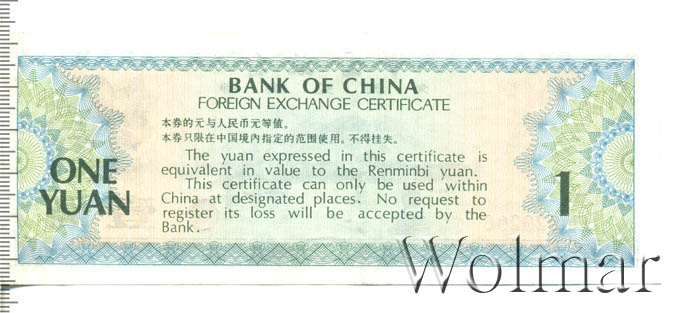 BANK OF CHINA
FOREIGN EXCHANGE CERTIFICATE
本券的元与人民币元等值。
本券只限在中国境内指定的范围使用。不得挂失。
The yuan expressed in this certificate is
equivalent in value to the Renminbi yuan.
This certificate can only be used within
China at designated places. No request to
register its loss will be accepted by the
Bank.
ONE
YUAN
1
Wolmar